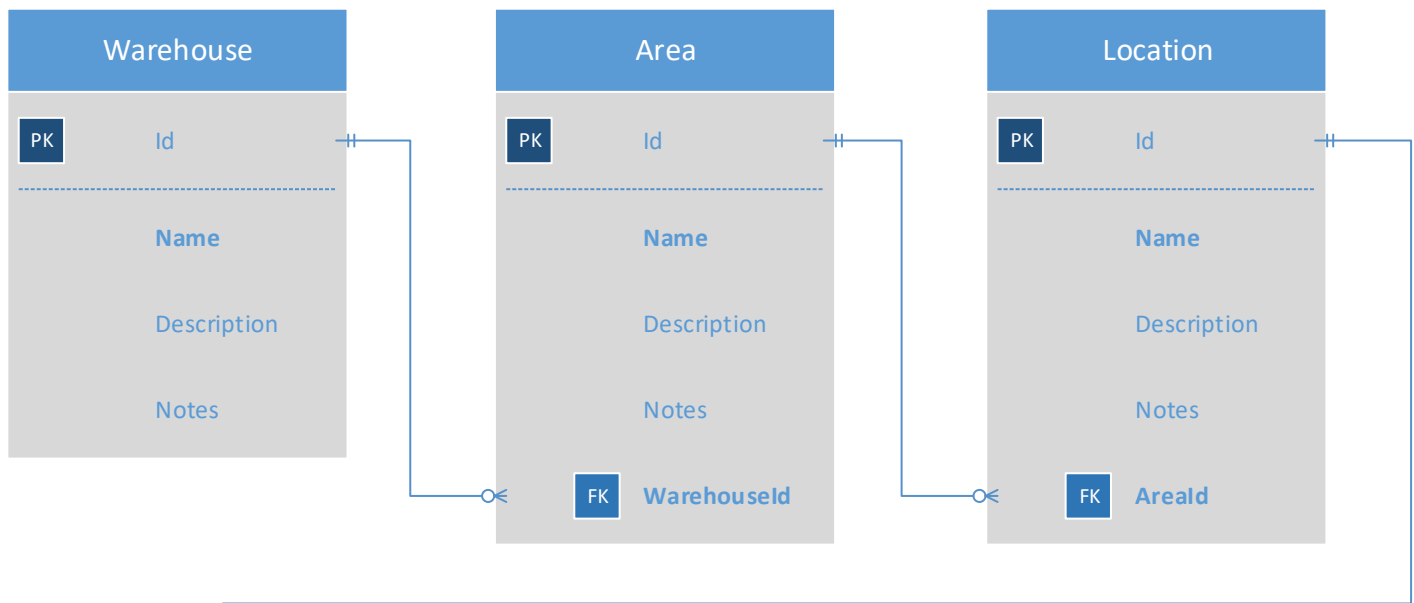 Warehouse
PK Id
Name
Description
Notes
Area
PK Id
Name
Description
Notes
FK WarehouseId
Location
PK Id
Name
Description
Notes
FK AreaId